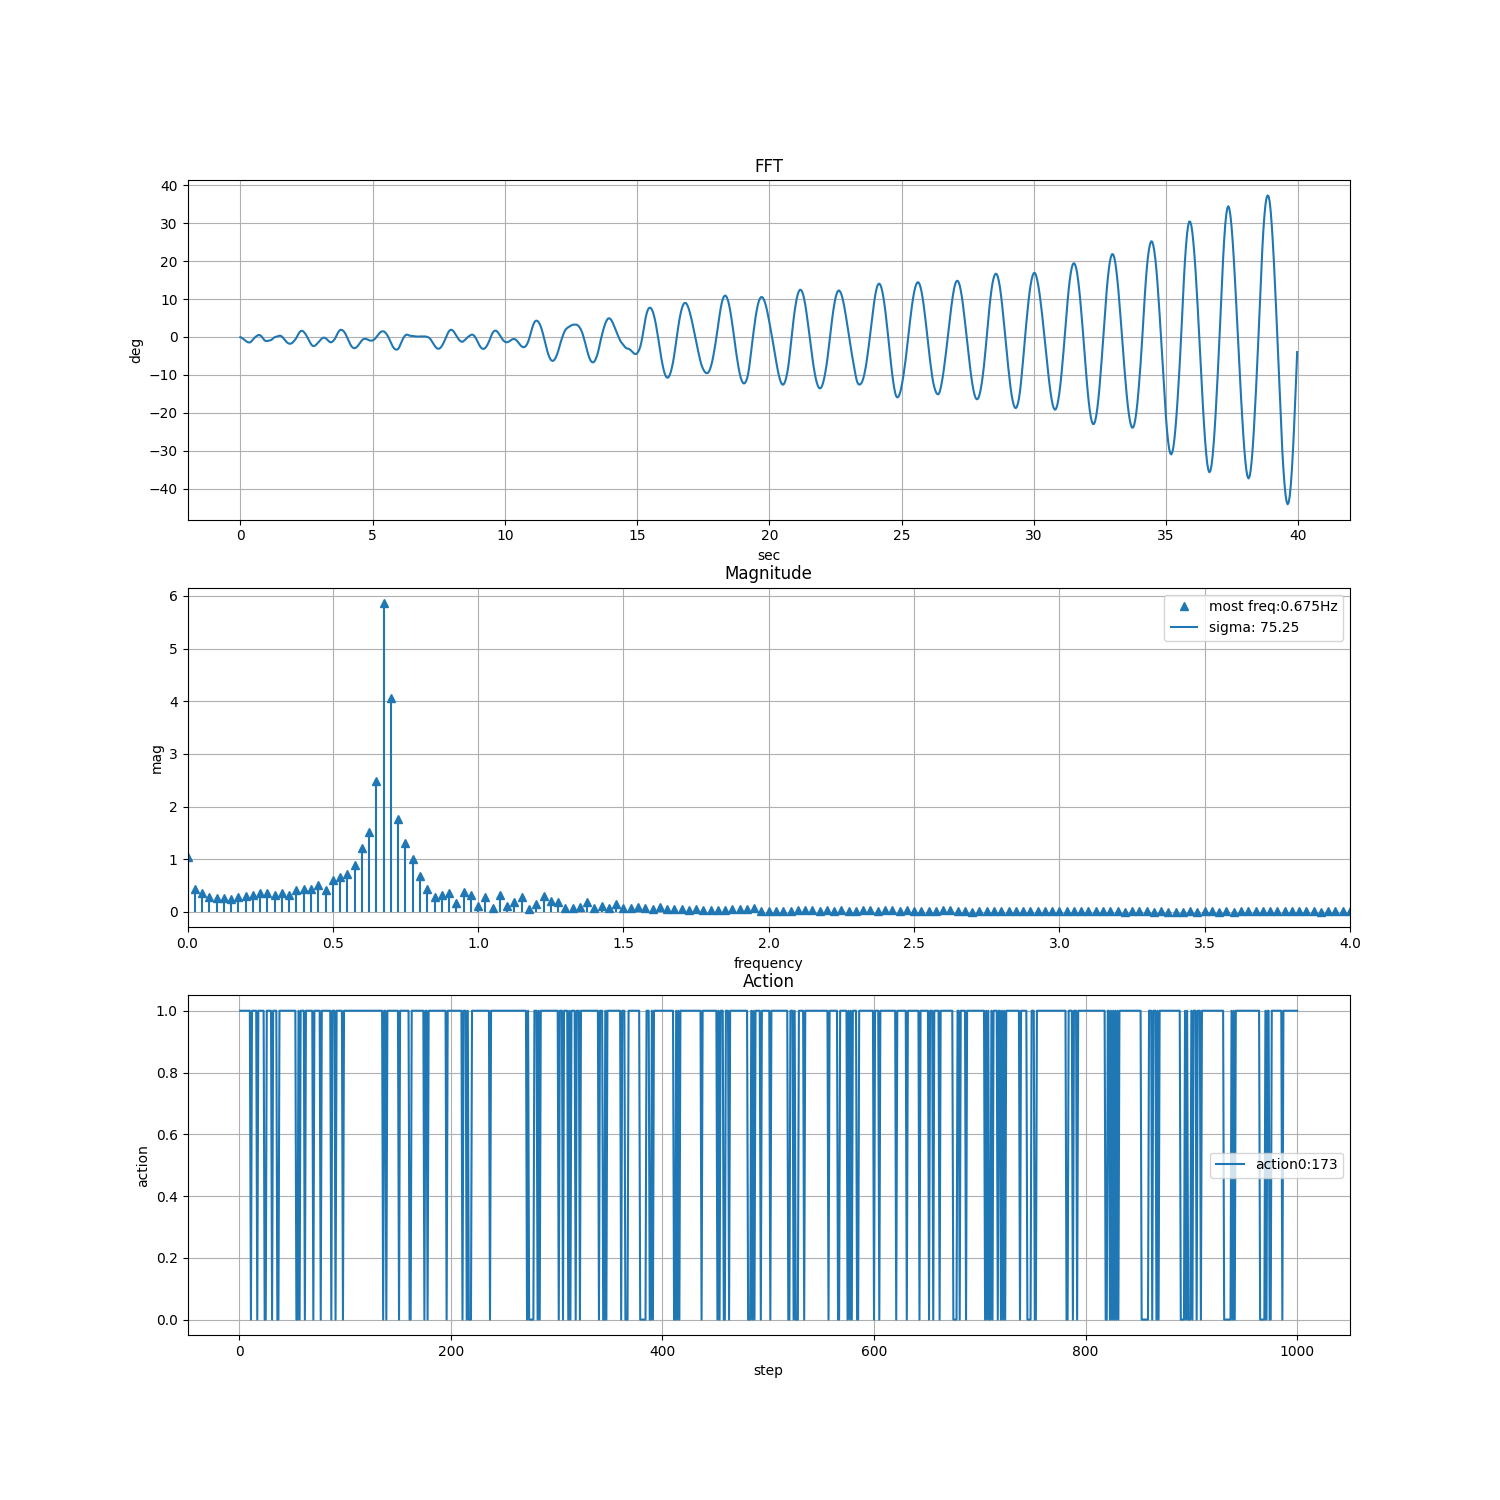 FFT
40
30
20
10
0
−10
−20
−30
−40
deg
0 5 10 15 20 25 30 35 40
sec
Magnitude
6
5
4
3
2
1
0
mag
most freq:0.675Hz
sigma: 75.25
0.0 0.5 1.0 1.5 2.0 2.5 3.0 3.5 4.0
frequency
Action
1.0
0.8
0.6
0.4
0.2
0.0
action
action0:173
0 200 400 600 800 1000
step